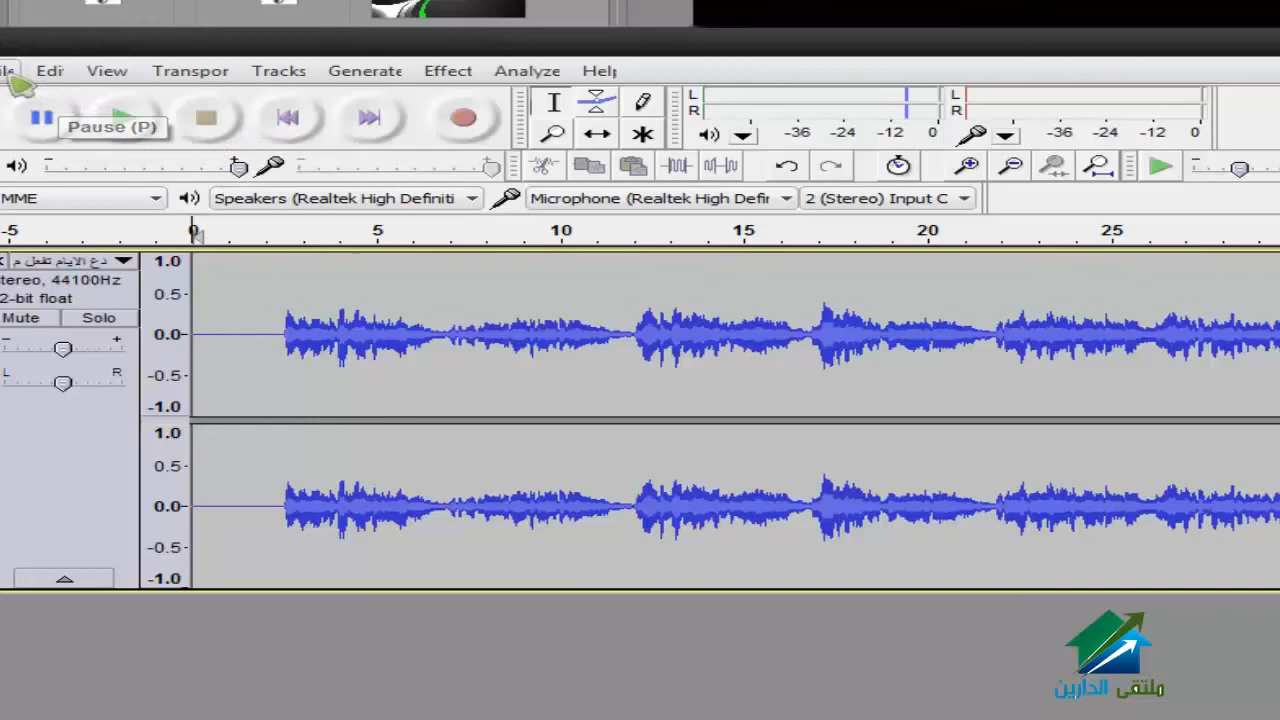 ile Edi View Transpor Tracks Generate Effect Analyze Help
Pause (P)
L
R
-36 -24 -12 0
L
R
-36 -24 -12 0
MME Speakers (Realtek High Definiti Microphone (Realtek High Defir 2 (Stereo) Input C
-5 0 5 10 15 20 25
دع الايام تفعل م
tereo, 44100Hz
2-bit float
Mute Solo
- +
L R
1.0
0.5
0.0
-0.5
-1.0
1.0
0.5
0.0
-0.5
-1.0
ملتقى الدارين